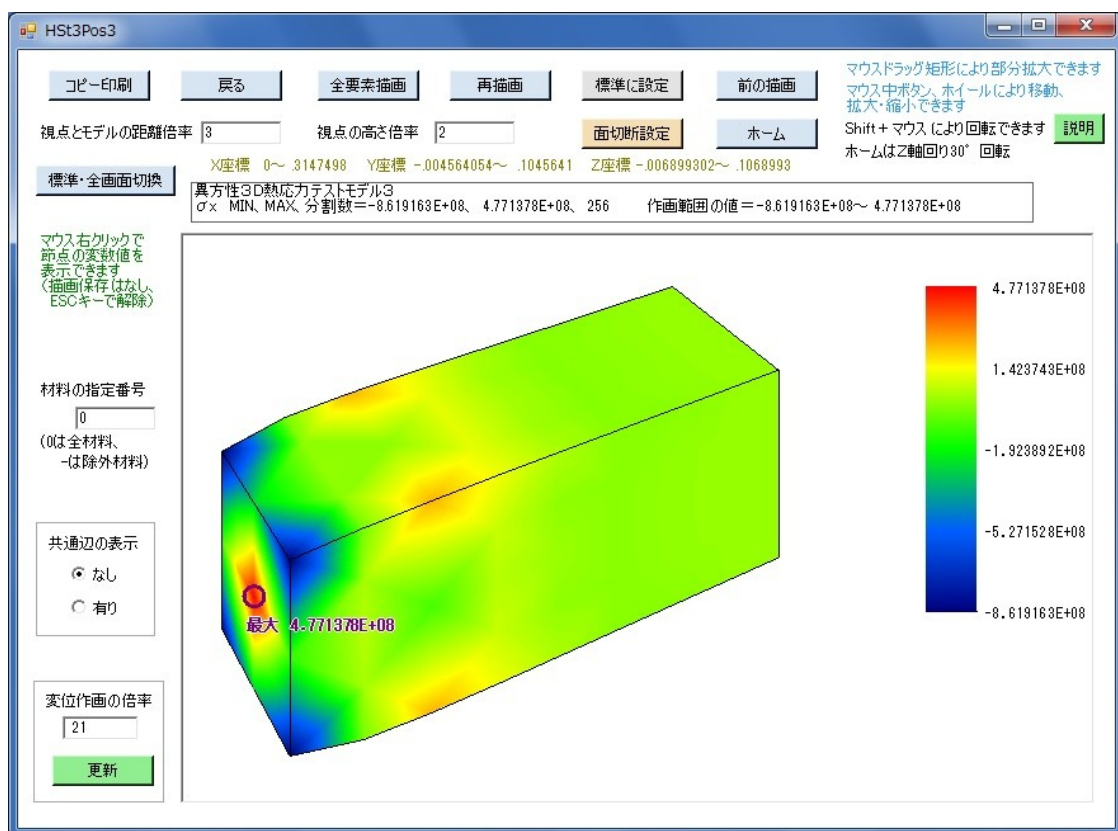 HSt3Pos3
コピー印刷
戻る
全要素描画
再描画
標準に設定
前の描画
マウスドラッグ矩形により部分拡大できます
マウス中ボタン、ホイールにより移動、
拡大・縮小できます
視点とモデルの距離倍率 3
視点の高さ倍率 2
面切断設定
ホーム
Shift+マウスにより回転できます
説明
ホームはZ軸回り30° 回転
標準・全画面切換
X座標 0～ .3147498 Y座標 -.004564054～ .1045641 Z座標 -.006899302～ .1068993
異方性3D熱応力テストモデル3
σx MIN、MAX、分割数＝-8.619163E+08、 4.771378E+08、 256 作画範囲の値＝-8.619163E+08～ 4.771378E+08
マウス右クリックで
節点の変数値を
表示できます
(描画保存はなし、
ESCキーで解除)
材料の指定番号
0
(0は全材料、
-は除外材料)
共通辺の表示
なし
有り
変位作画の倍率
21
更新
最大 4.771378E+08
4.771378E+08
1.423743E+08
-1.923892E+08
-5.271528E+08
-8.619163E+08